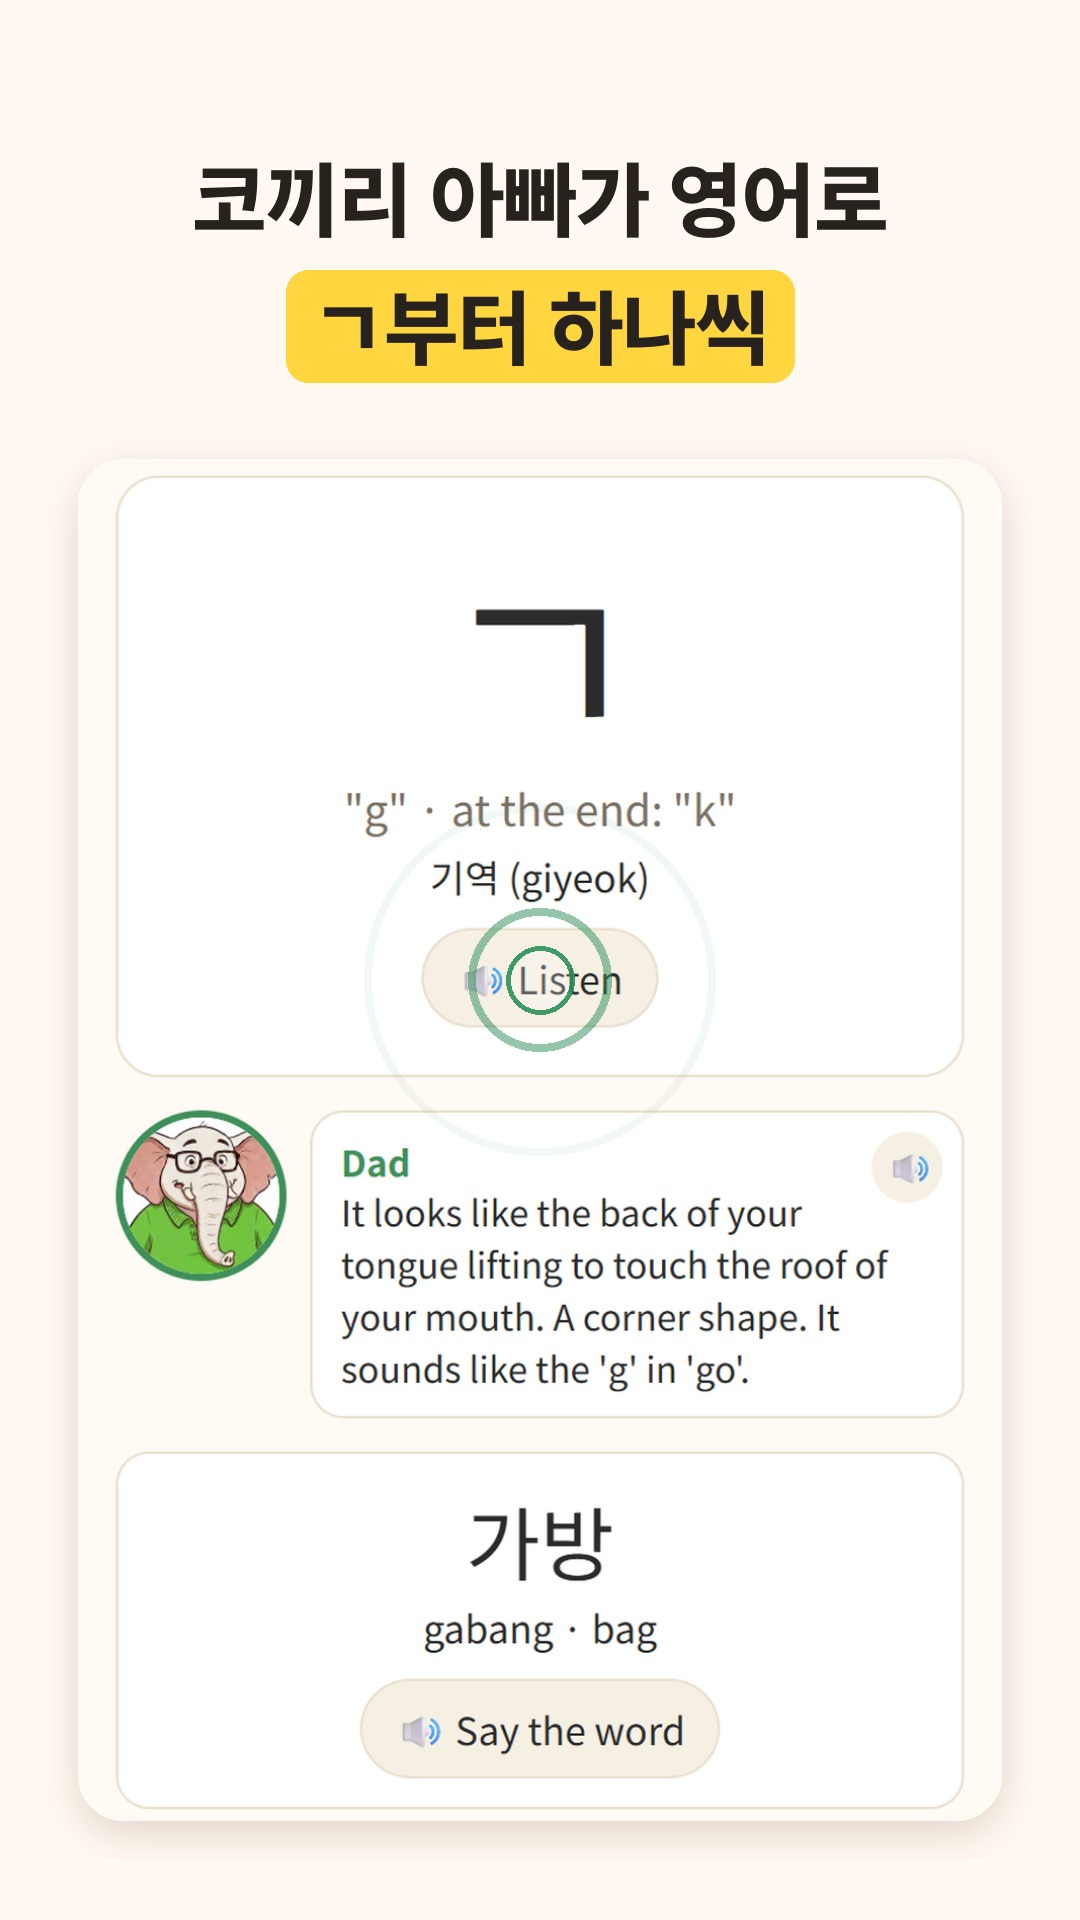 코끼리 아빠가 영어로
ㄱ부터 하나씩
ㄱ
"g" · at the end: "k"
기역 (giyeok)
Listen
Dad
It looks like the back of your
tongue lifting to touch the roof of
your mouth. A corner shape. It
sounds like the 'g' in 'go'.
가방
gabang · bag
Say the word